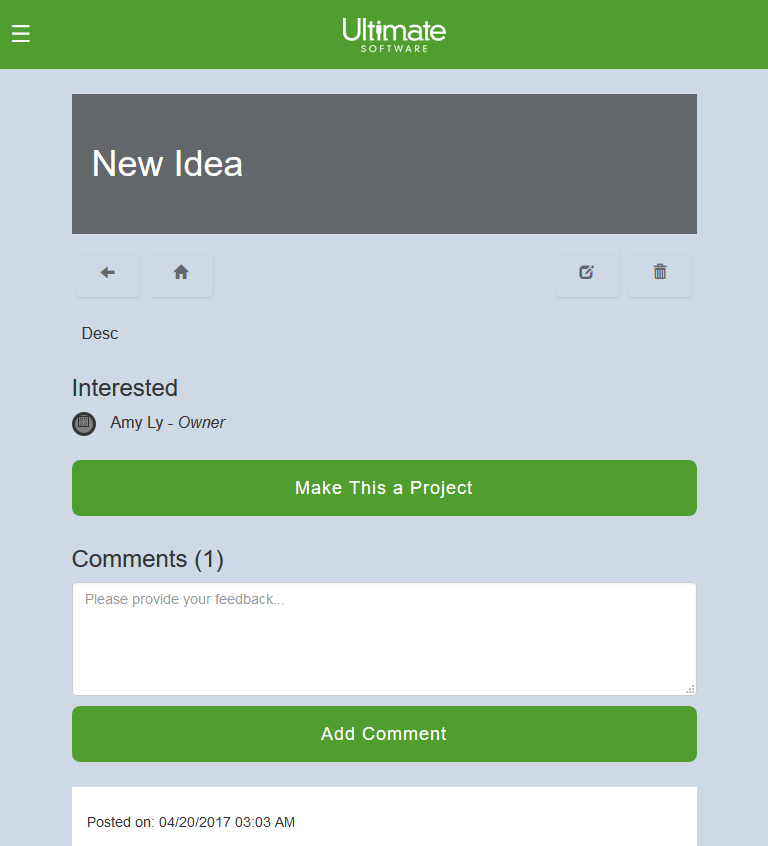 Ultimate
SOFTWARE
New Idea
Desc
Interested
Amy Ly - Owner
Make This a Project
Comments (1)
Please provide your feedback...
Add Comment
Posted on: 04/20/2017 03:03 AM